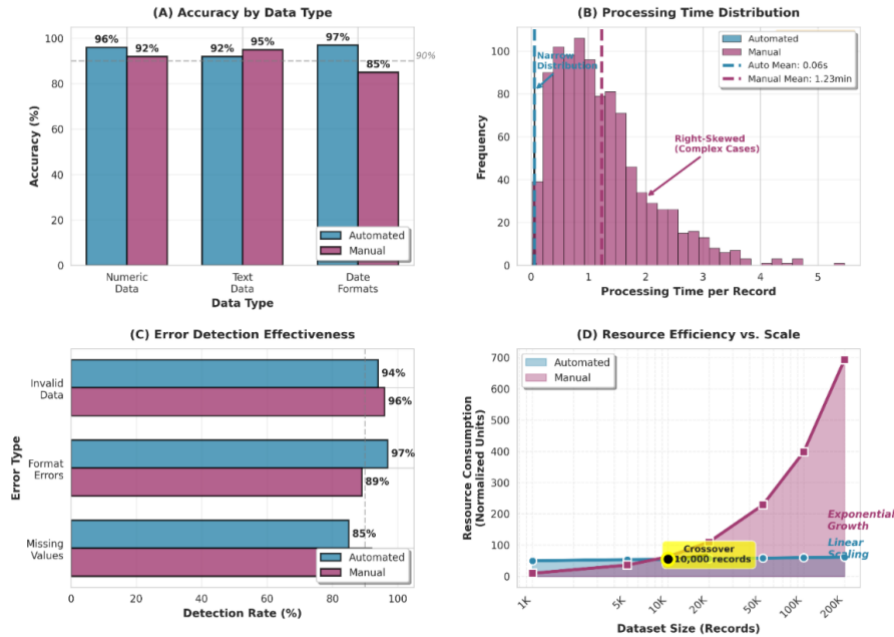 (A) Accuracy by Data Type
96%
92%
92%
95%
97%
85%
90%
100
80
60
40
20
0
Accuracy (%)
Automated
Manual
Numeric
Data
Text
Data
Date
Formats
Data Type
(B) Processing Time Distribution
Automated
Manual
Auto Mean: 0.06s
Manual Mean: 1.23min
Narrow
Distribution
Right-Skewed
(Complex Cases)
100
80
60
40
20
0
Frequency
0
1
2
3
4
5
Processing Time per Record
(C) Error Detection Effectiveness
Invalid
Data
94%
96%
Format
Errors
97%
89%
Missing
Values
85%
Error Type
Automated
Manual
0
20
40
60
80
100
Detection Rate (%)
(D) Resource Efficiency vs. Scale
Automated
Manual
700
600
500
400
300
200
100
0
Resource Consumption
(Normalized Units)
Exponential
Growth
Linear
Scaling
Crossover
10,000 records
1K
5K
10K
20K
50K
100K
200K
Dataset Size (Records)